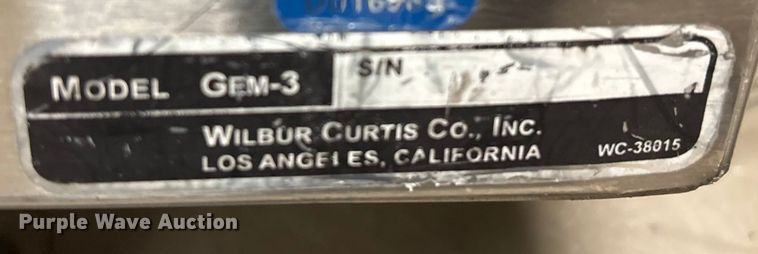 MODEL GEM-3 S/N
WILBUR CURTIS CO., INC.
LOS ANGELES, CALIFORNIA WC-38015
Purple Wave Auction